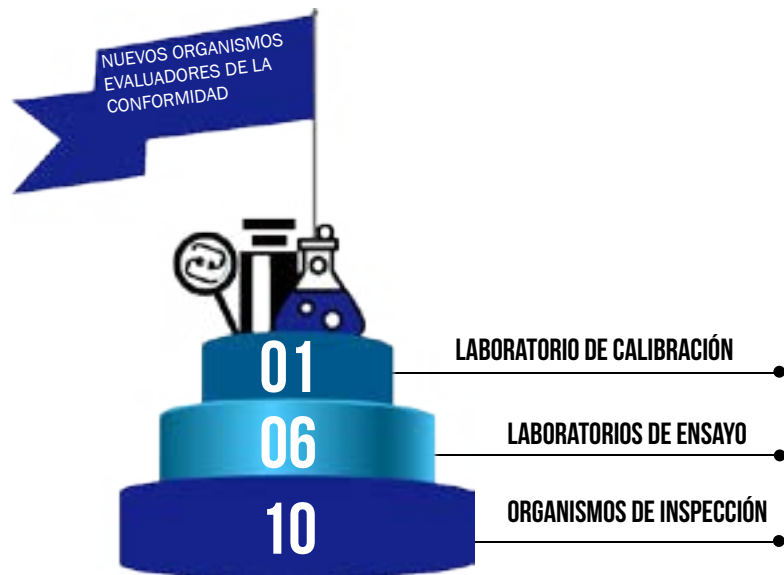 NUEVOS ORGANISMOS
EVALUADORES DE LA
CONFORMIDAD
01
LABORATORIO DE CALIBRACIÓN
06
LABORATORIOS DE ENSAYO
10
ORGANISMOS DE INSPECCIÓN